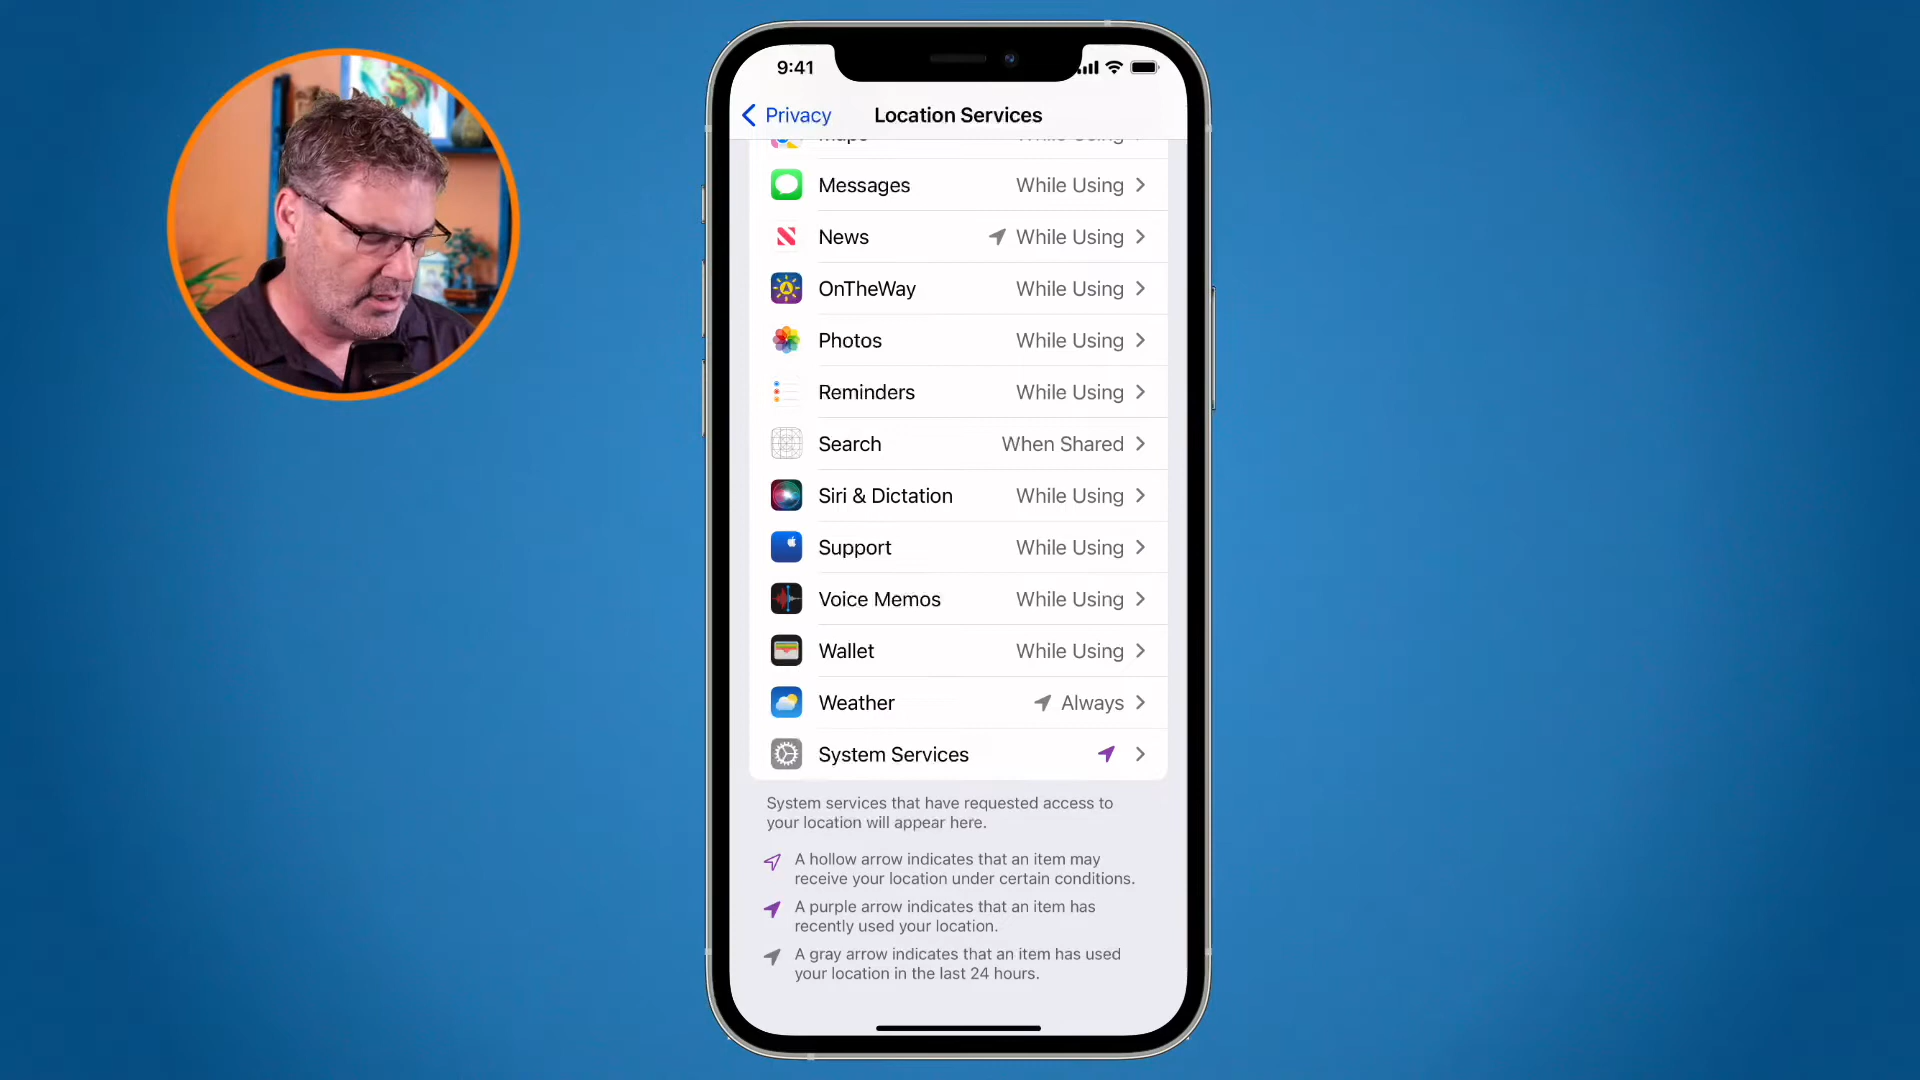 9:41
Privacy
Location Services
Maps While Using
Messages While Using
News While Using
OnTheWay While Using
Photos While Using
Reminders While Using
Search When Shared
Siri & Dictation While Using
Support While Using
Voice Memos While Using
Wallet While Using
Weather Always
System Services
System services that have requested access to
your location will appear here.
A hollow arrow indicates that an item may
receive your location under certain conditions.
A purple arrow indicates that an item has
recently used your location.
A gray arrow indicates that an item has used
your location in the last 24 hours.